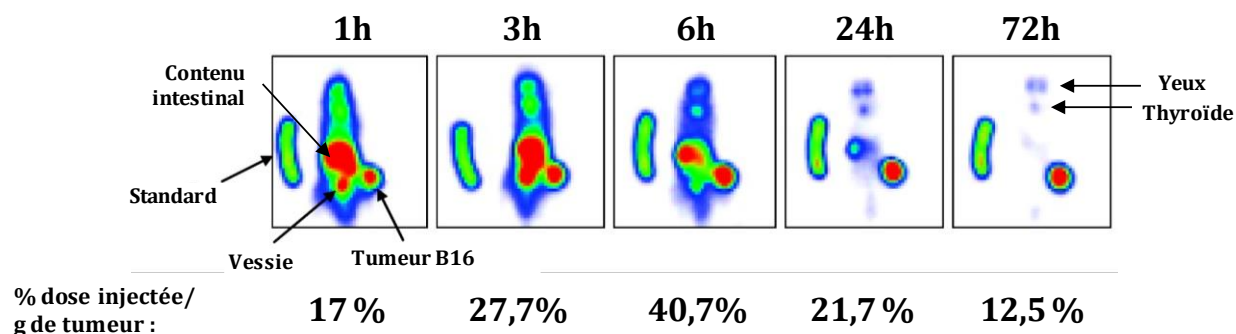 1h 3h 6h 24h 72h
Contenu
intestinal
Yeux
Thyroïde
Standard
Vessie
Tumeur B16
% dose injectée/
g de tumeur :
17 % 27,7% 40,7% 21,7 % 12,5 %